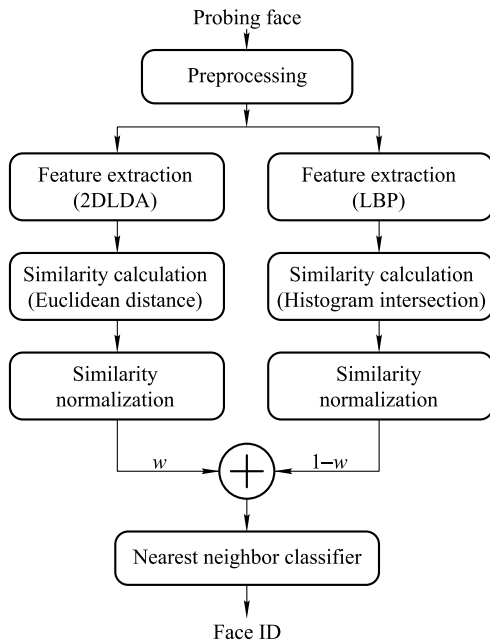 Probing face
Preprocessing
Feature extraction
(2DLDA)
Feature extraction
(LBP)
Similarity calculation
(Euclidean distance)
Similarity calculation
(Histogram intersection)
Similarity
normalization
Similarity
normalization
w
1−w
Nearest neighbor classifier
Face ID